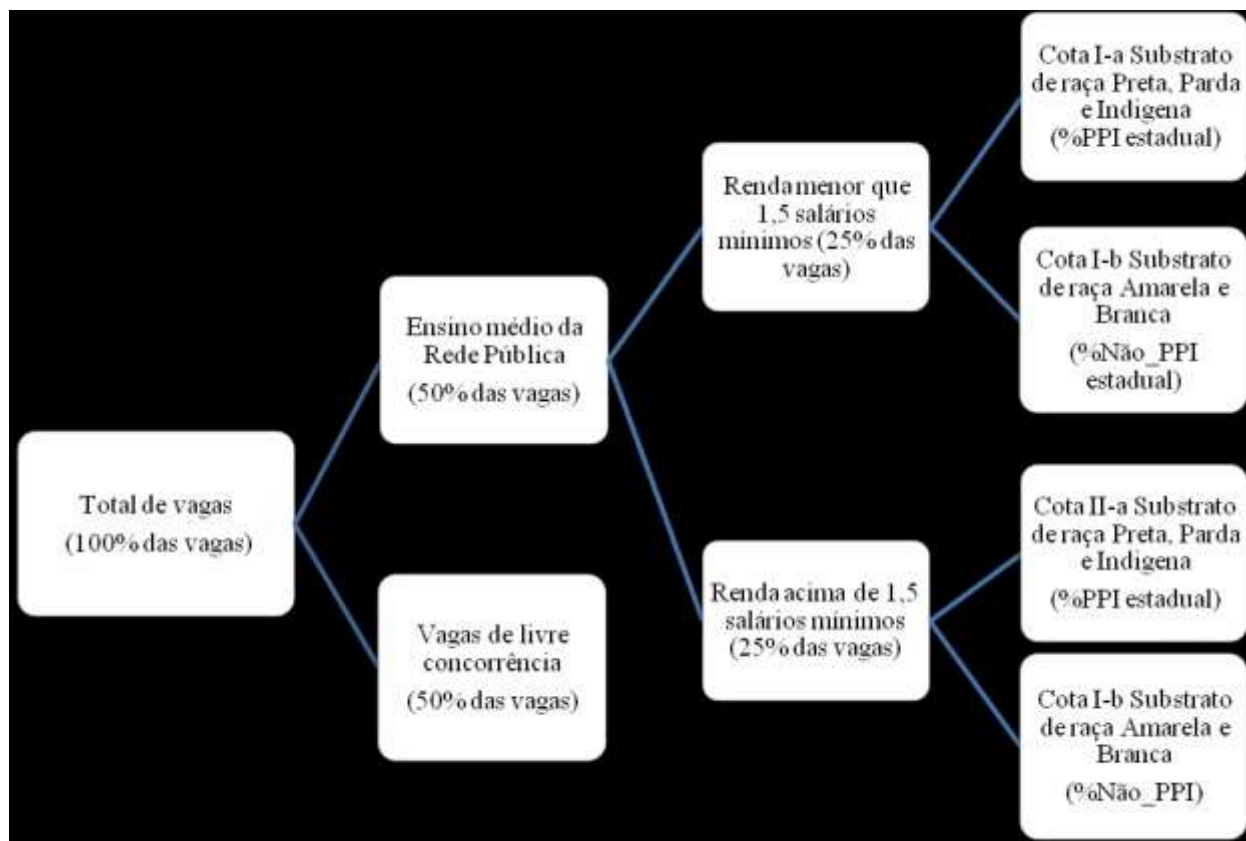 Total de vagas
(100% das vagas)
Ensino médio da
Rede Pública
(50% das vagas)
Vagas de livre
concorrência
(50% das vagas)
Renda menor que
1,5 salários
mínimos (25% das
vagas)
Renda acima de 1,5
salários mínimos
(25% das vagas)
Cota I-a Substrato
de raça Preta, Parda
e Indigena
(%PPI estadual)
Cota I-b Substrato
de raça Amarela e
Branca
(%Não_PPI
estadual)
Cota II-a Substrato
de raça Preta, Parda
e Indigena
(%PPI estadual)
Cota I-b Substrato
de raça Amarela e
Branca
(%Não_PPI)